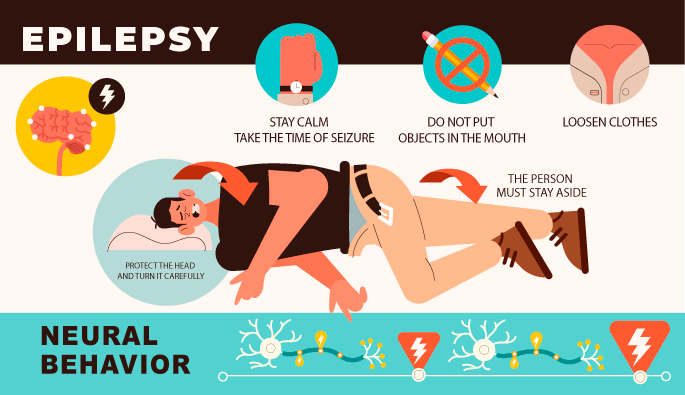 EPILEPSY
STAY CALM
TAKE THE TIME OF SEIZURE
DO NOT PUT
OBJECTS IN THE MOUTH
LOOSEN CLOTHES
THE PERSON
MUST STAY ASIDE
PROTECT THE HEAD
AND TURN IT CAREFULLY
NEURAL
BEHAVIOR